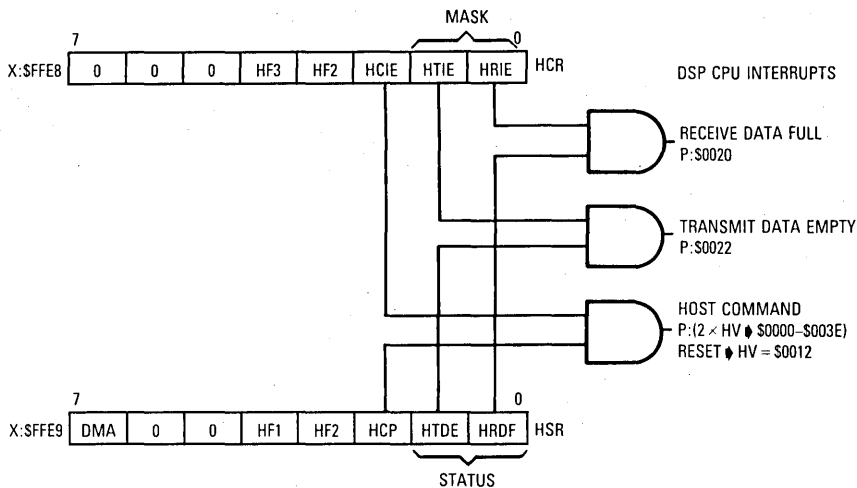 MASK
7 0
X:$FFE8 0 0 0 HF3 HF2 HCIE HTIE HRIE HCR
DSP CPU INTERRUPTS
RECEIVE DATA FULL
P:$0020
TRANSMIT DATA EMPTY
P:$0022
HOST COMMAND
P:(2 × HV ➧ $0000–$003E)
RESET ➧ HV = $0012
7 0
X:$FFE9 DMA 0 0 HF1 HF2 HCP HTDE HRDF HSR
STATUS